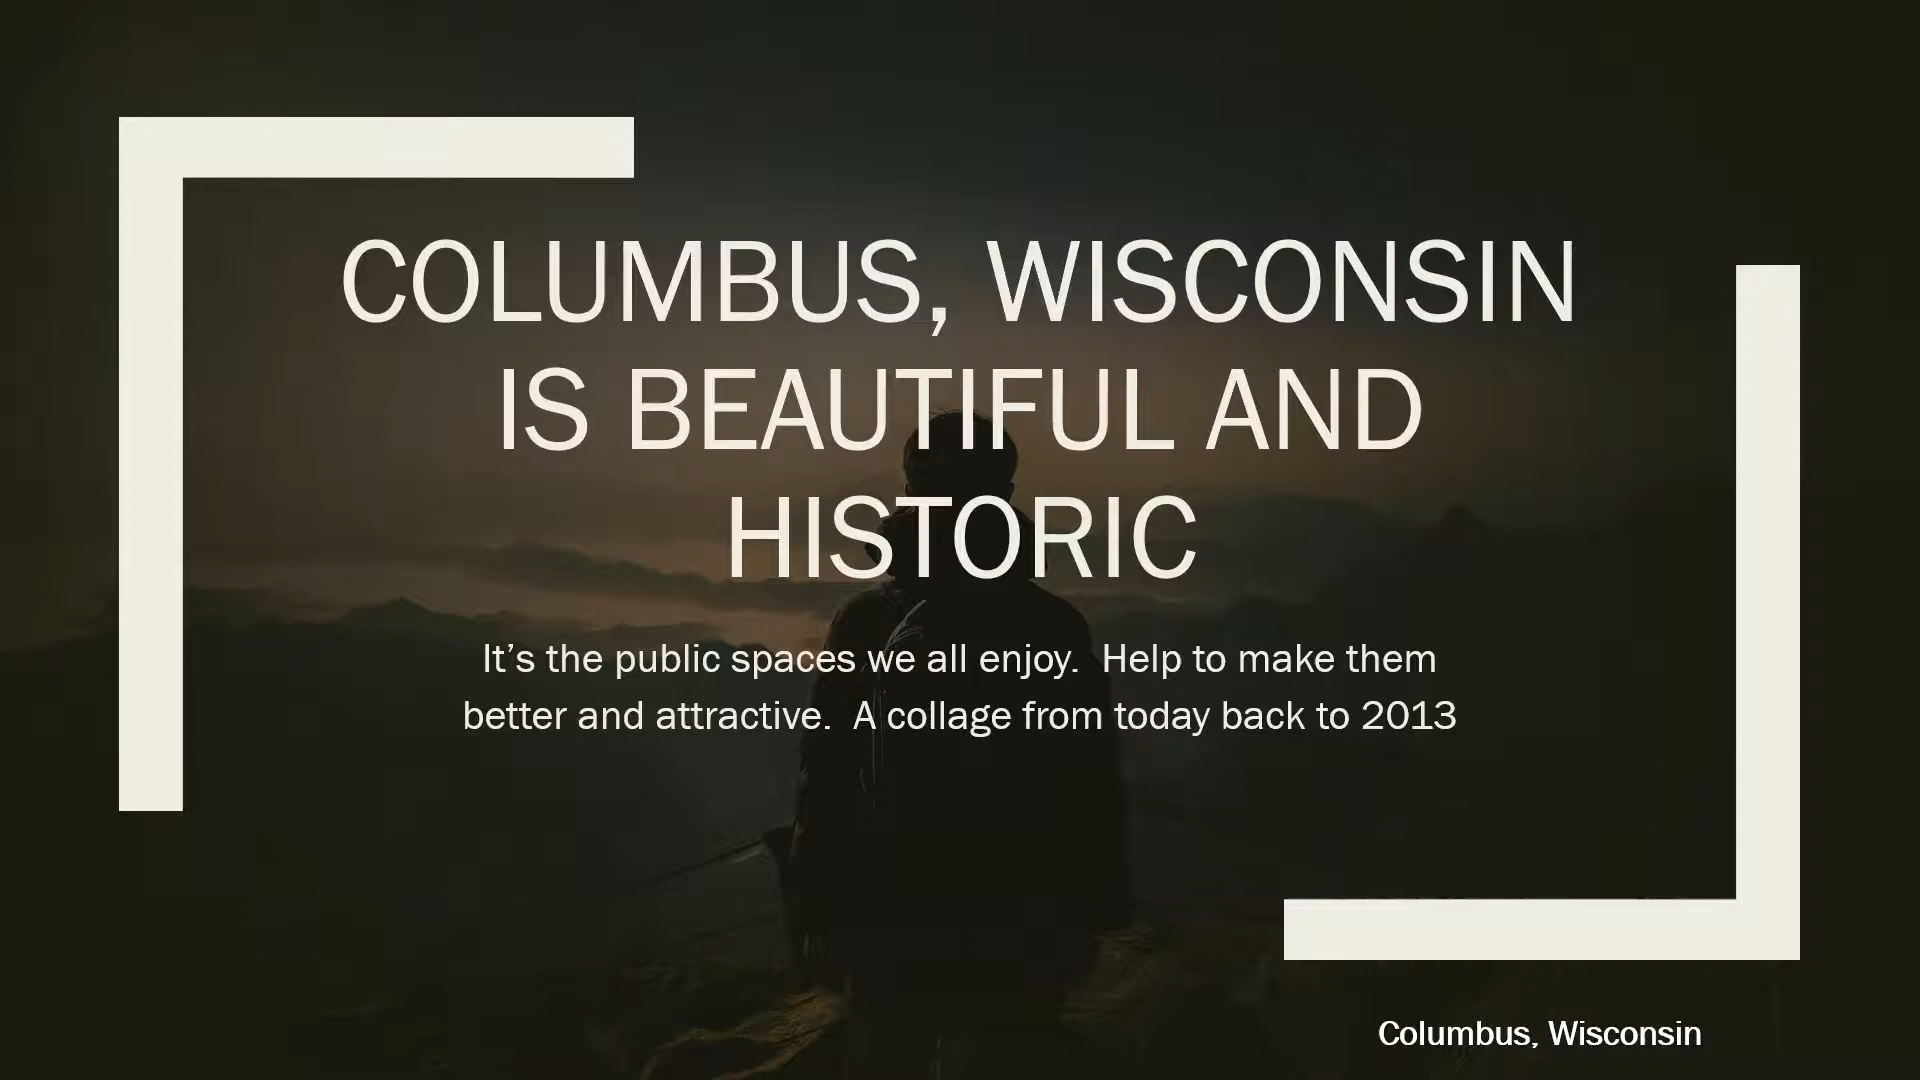 COLUMBUS, WISCONSIN
IS BEAUTIFUL AND
HISTORIC
It’s the public spaces we all enjoy.  Help to make them
better and attractive.  A collage from today back to 2013
Columbus, Wisconsin